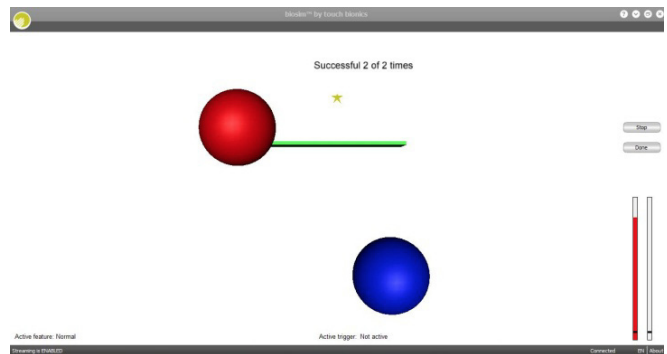 biosim™ by touch bionics
Successful 2 of 2 times
Stop
Done
Active feature: Normal
Active trigger: Not active
Streaming is ENABLED
Connected
EN
About